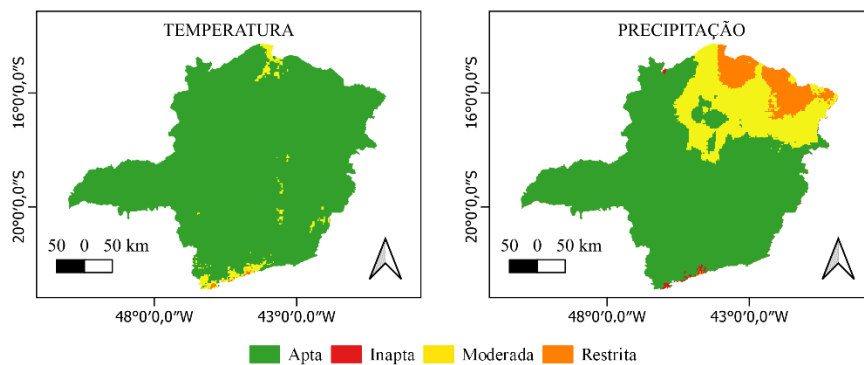 TEMPERATURA
PRECIPITAÇÃO
16°0'0,0"S
20°0'0,0"S
50 0 50 km
48°0'0,0"W
43°0'0.0"W
16°0'0,0"S
20°0'0,0"S
50 0 50 km
48°0'0,0"W
43°0'0.0"W
Apta Inapta Moderada Restrita